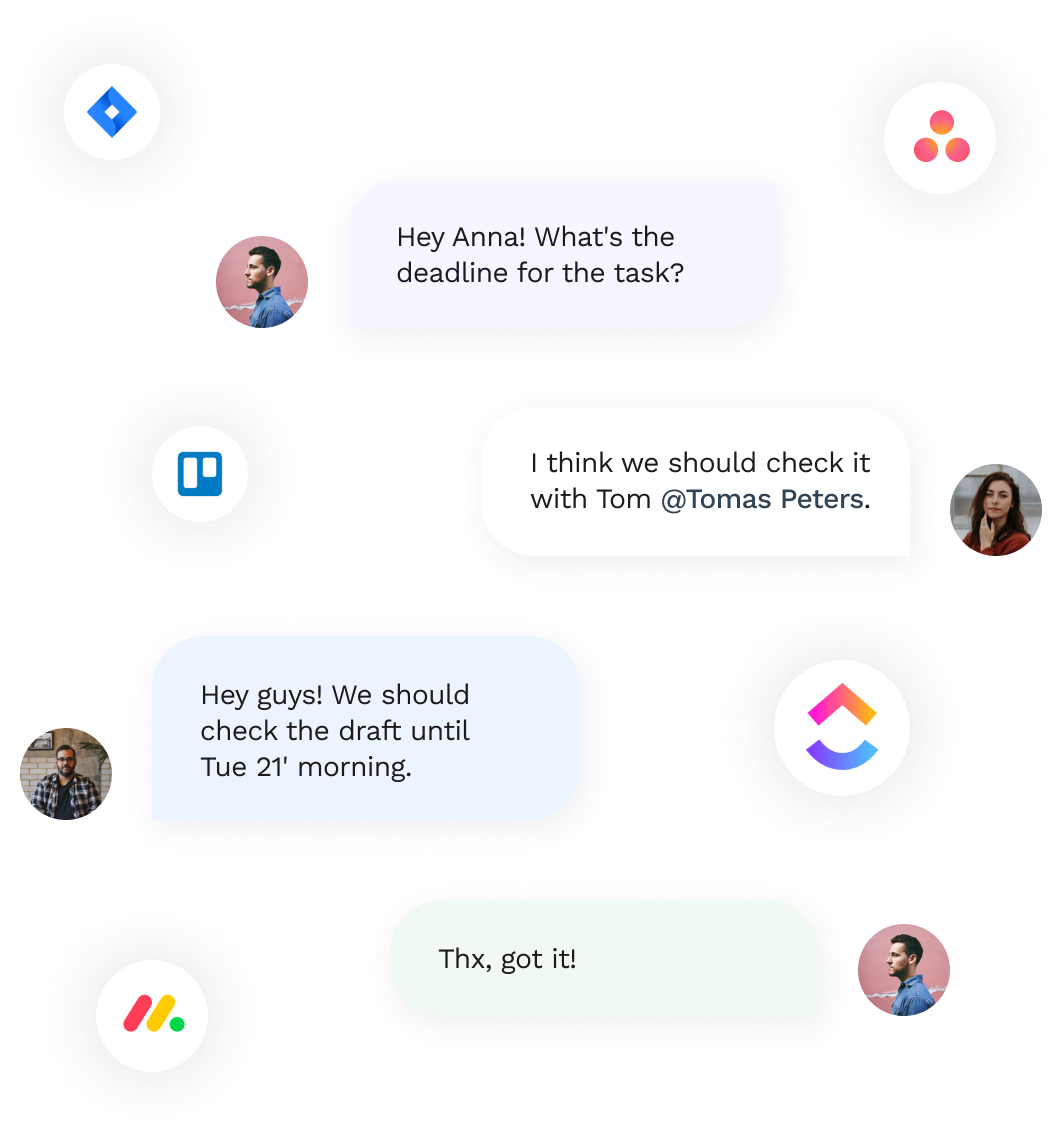 Hey Anna! What's the
deadline for the task?
I think we should check it
with Tom @Tomas Peters.
Hey guys! We should
check the draft until
Tue 21' morning.
Thx, got it!